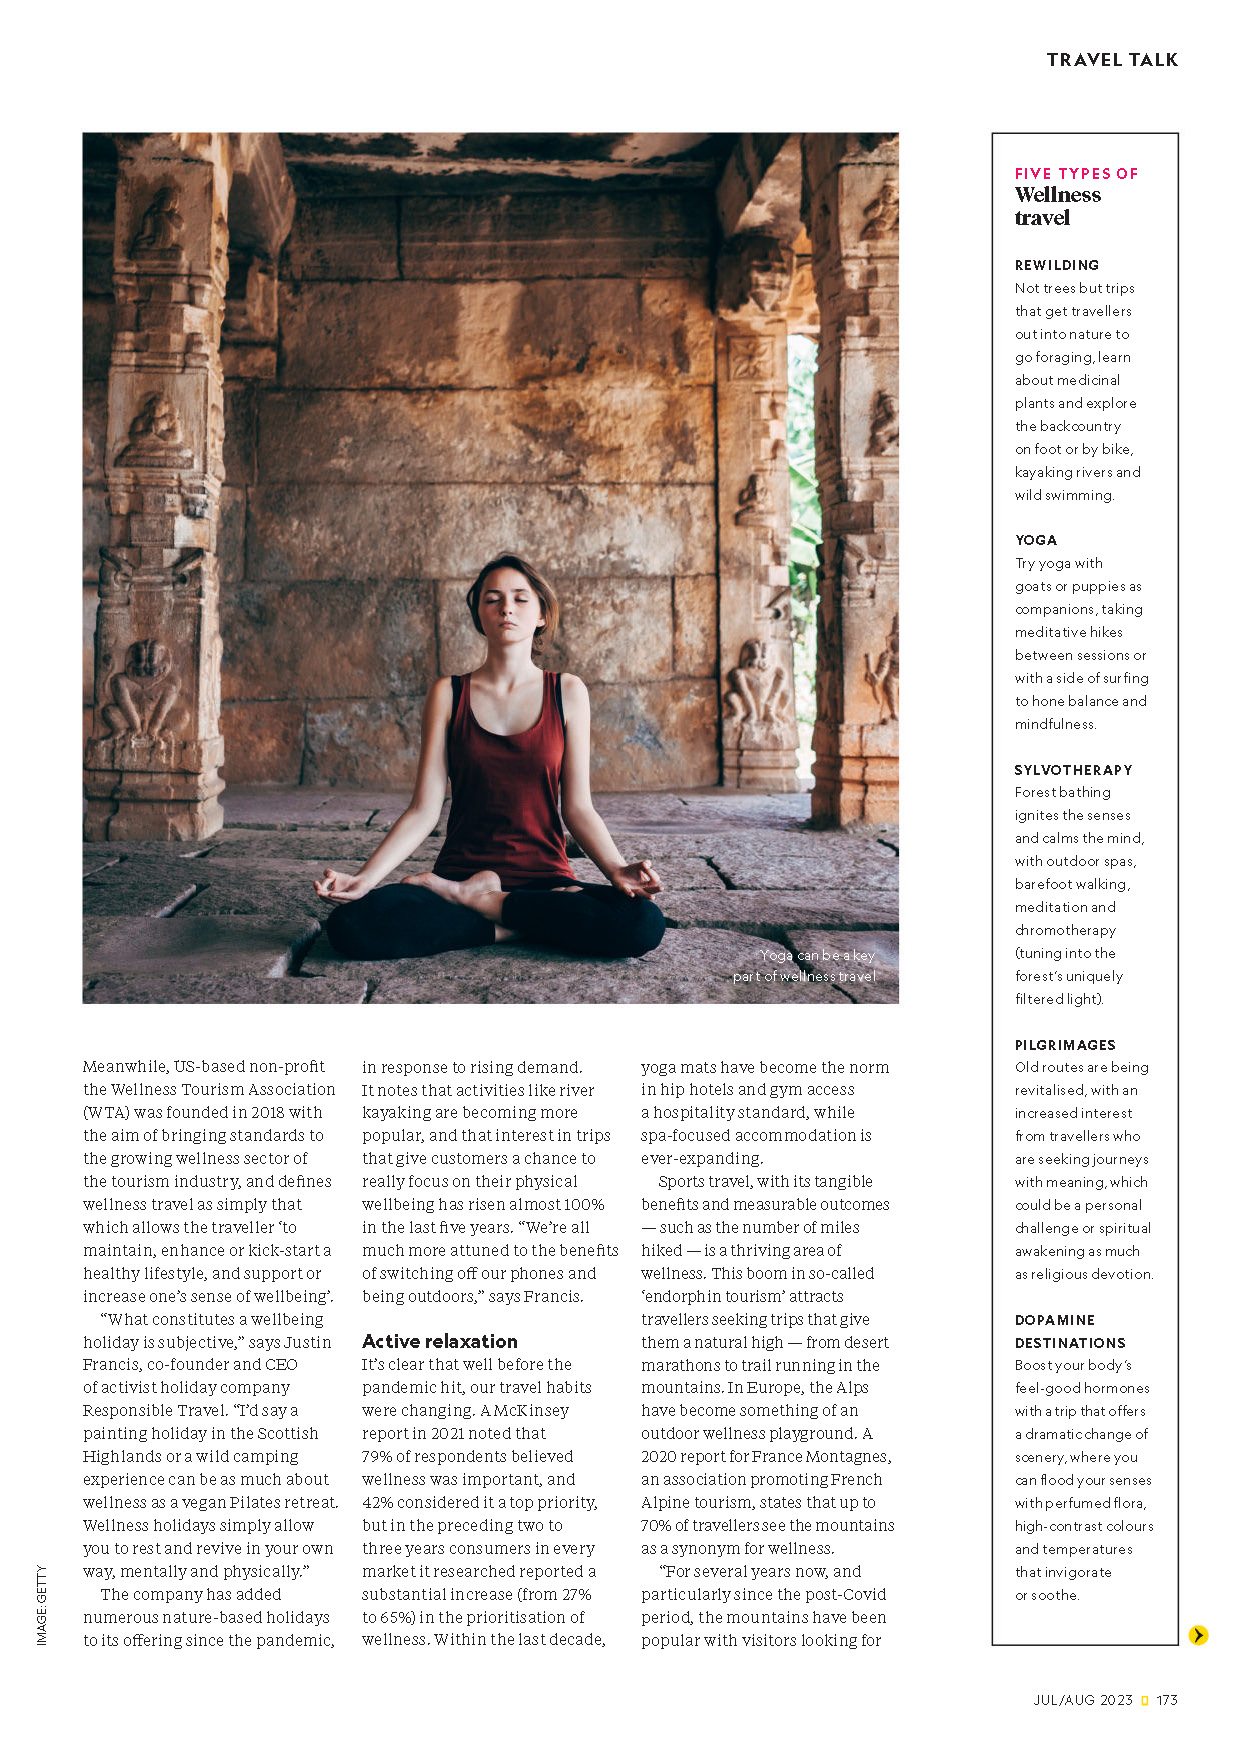 TRAVEL TALK
Yoga can be a key
part of wellness travel
Meanwhile, US-based non-profit
the Wellness Tourism Association
(WTA) was founded in 2018 with
the aim of bringing standards to
the growing wellness sector of
the tourism industry, and defines
wellness travel as simply that
which allows the traveller ‘to
maintain, enhance or kick-start a
healthy lifestyle, and support or
increase one’s sense of wellbeing’.
“What constitutes a wellbeing
holiday is subjective,” says Justin
Francis, co-founder and CEO
of activist holiday company
Responsible Travel. “I’d say a
painting holiday in the Scottish
Highlands or a wild camping
experience can be as much about
wellness as a vegan Pilates retreat.
Wellness holidays simply allow
you to rest and revive in your own
way, mentally and physically.”
The company has added
numerous nature-based holidays
to its offering since the pandemic,
in response to rising demand.
It notes that activities like river
kayaking are becoming more
popular, and that interest in trips
that give customers a chance to
really focus on their physical
wellbeing has risen almost 100%
in the last five years. “We’re all
much more attuned to the benefits
of switching off our phones and
being outdoors,” says Francis.
Active relaxation
It’s clear that well before the
pandemic hit, our travel habits
were changing. A McKinsey
report in 2021 noted that
79% of respondents believed
wellness was important, and
42% considered it a top priority,
but in the preceding two to
three years consumers in every
market it researched reported a
substantial increase (from 27%
to 65%) in the prioritisation of
wellness. Within the last decade,
yoga mats have become the norm
in hip hotels and gym access
a hospitality standard, while
spa-focused accommodation is
ever-expanding.
Sports travel, with its tangible
benefits and measurable outcomes
— such as the number of miles
hiked — is a thriving area of
wellness. This boom in so-called
‘endorphin tourism’ attracts
travellers seeking trips that give
them a natural high — from desert
marathons to trail running in the
mountains. In Europe, the Alps
have become something of an
outdoor wellness playground. A
2020 report for France Montagnes,
an association promoting French
Alpine tourism, states that up to
70% of travellers see the mountains
as a synonym for wellness.
“For several years now, and
particularly since the post-Covid
period, the mountains have been
popular with visitors looking for
FIVE TYPES OF
Wellness
travel
REWILDING
Not trees but trips
that get travellers
out into nature to
go foraging, learn
about medicinal
plants and explore
the backcountry
on foot or by bike,
kayaking rivers and
wild swimming.
YOGA
Try yoga with
goats or puppies as
companions, taking
meditative hikes
between sessions or
with a side of surfing
to hone balance and
mindfulness.
SYLVOTHERAPY
Forest bathing
ignites the senses
and calms the mind,
with outdoor spas,
barefoot walking,
meditation and
chromotherapy
(tuning into the
forest’s uniquely
filtered light).
PILGRIMAGES
Old routes are being
revitalised, with an
increased interest
from travellers who
are seeking journeys
with meaning, which
could be a personal
challenge or spiritual
awakening as much
as religious devotion.
DOPAMINE
DESTINATIONS
Boost your body’s
feel-good hormones
with a trip that offers
a dramatic change of
scenery, where you
can flood your senses
with perfumed flora,
high-contrast colours
and temperatures
that invigorate
or soothe.
IMAGE: GETTY
JUL/AUG 2023 173